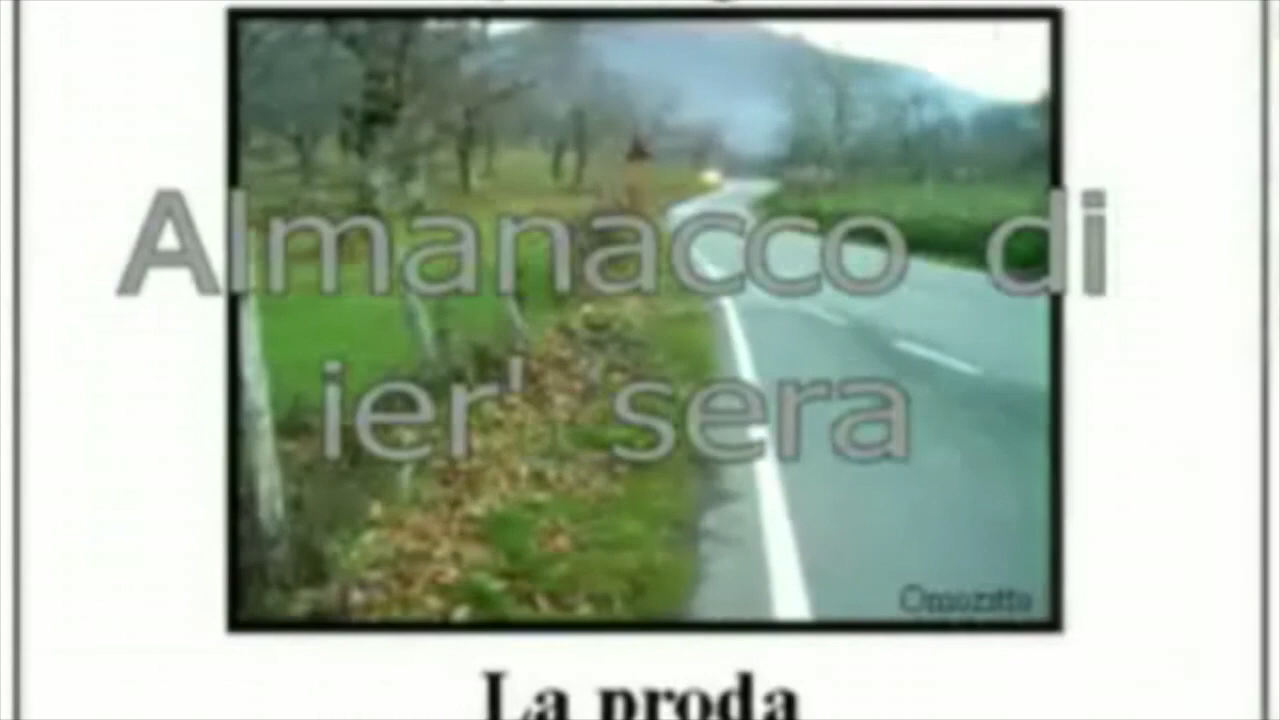 Almanacco di
ier' sera
La proda